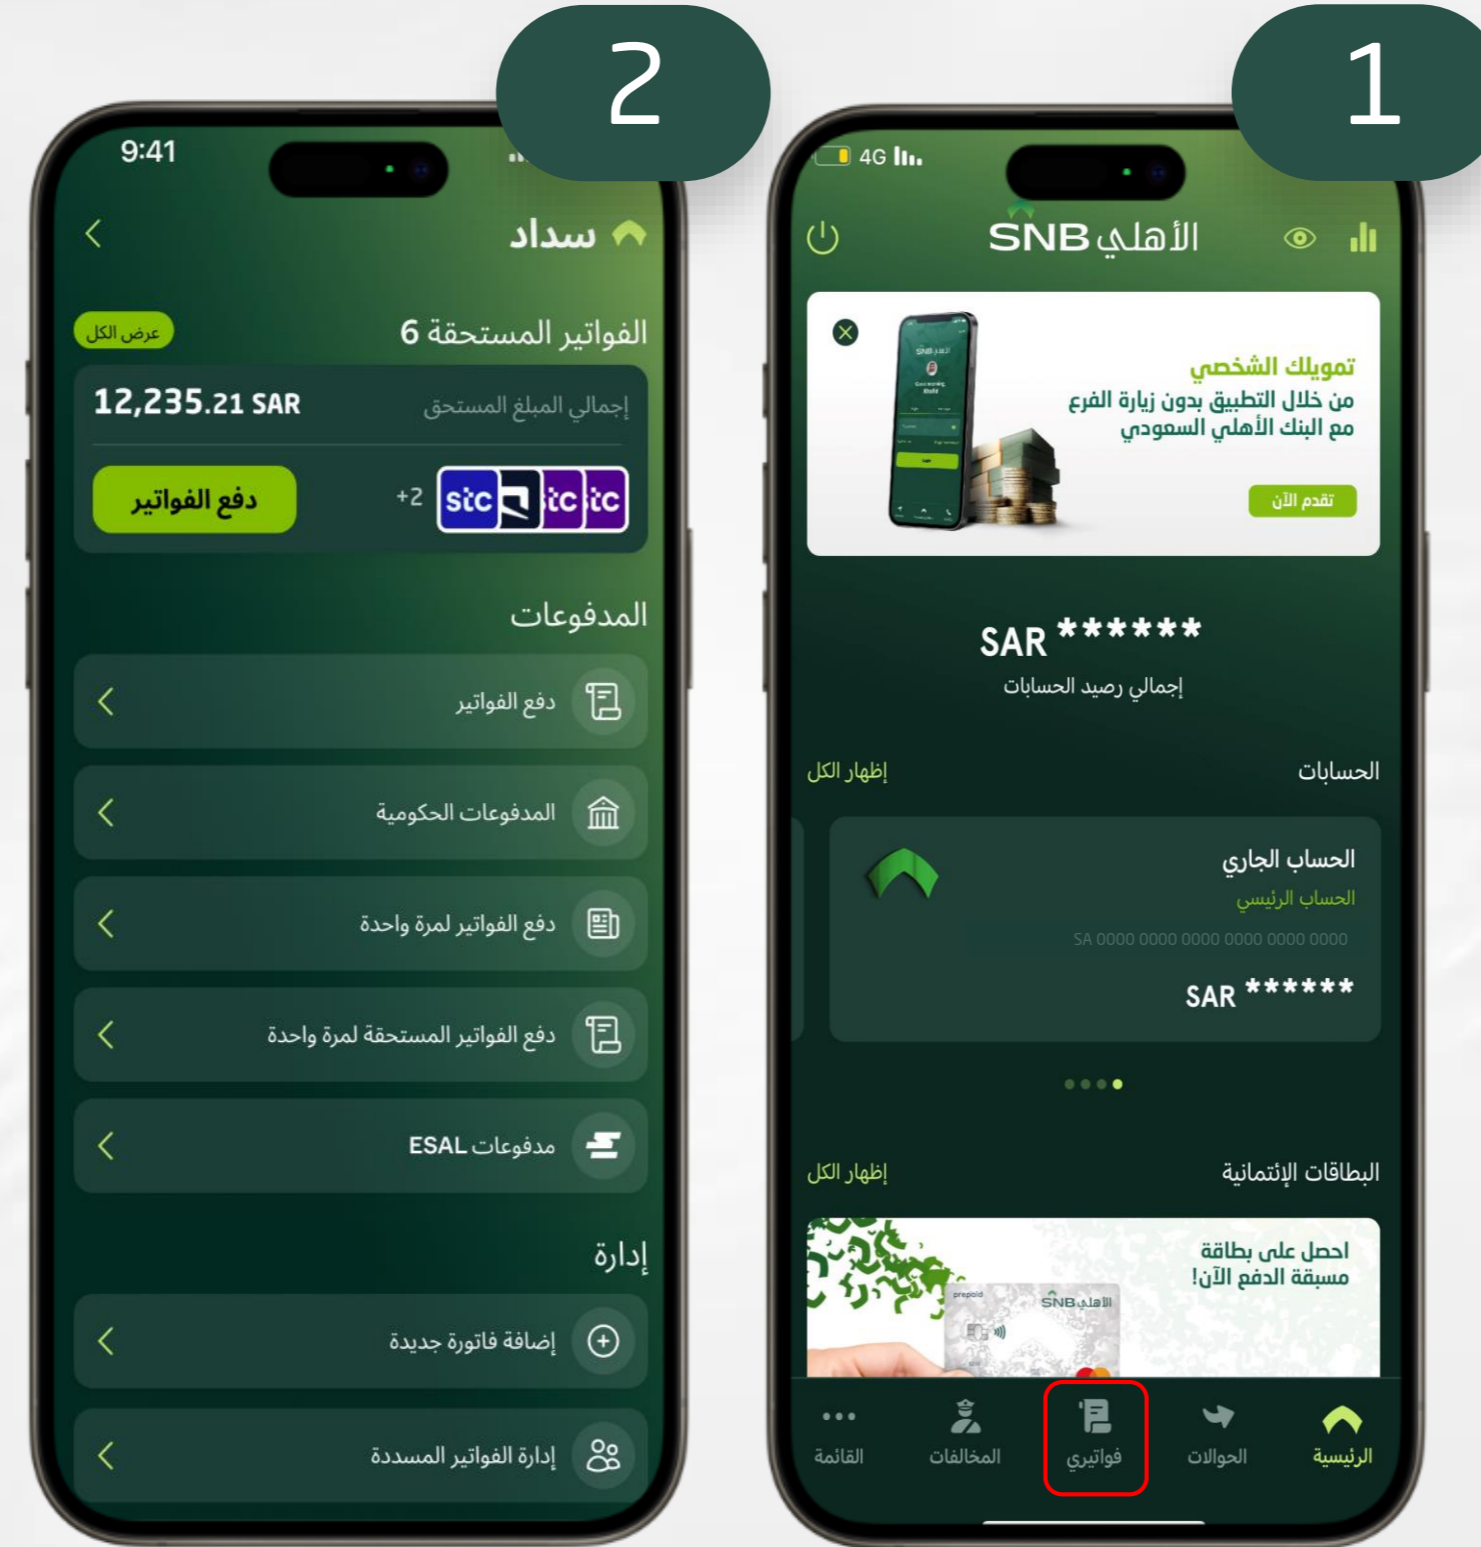 1
4G
الأهلي SNB
تمويلك الشخصي
من خلال التطبيق بدون زيارة الفرع
مع البنك الأهلي السعودي
تقدم الآن
SAR ******
إجمالي رصيد الحسابات
الحسابات
إظهار الكل
الحساب الجاري
الحساب الرئيسي
SA 0000 0000 0000 0000 0000 0000
SAR ******
البطاقات الإئتمانية
إظهار الكل
احصل على بطاقة
مسبقة الدفع الآن!
prepaid
الأهلي SNB
الرئيسية
الحوالات
فواتيري
المخالفات
القائمة
2
9:41
سداد
الفواتير المستحقة 6
عرض الكل
إجمالي المبلغ المستحق
12,235.21 SAR
stc
+2
دفع الفواتير
المدفوعات
دفع الفواتير
المدفوعات الحكومية
دفع الفواتير لمرة واحدة
دفع الفواتير المستحقة لمرة واحدة
مدفوعات ESAL
إدارة
إضافة فاتورة جديدة
إدارة الفواتير المسددة